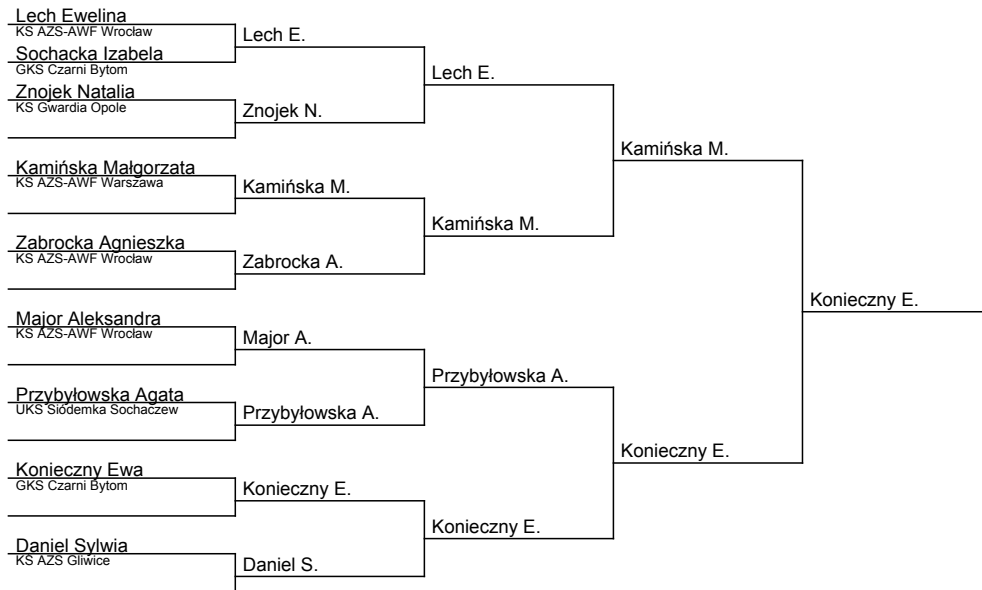 Lech Ewelina
KS AZS-AWF Wrocław
Lech E.
Sochacka Izabela
GKS Czarni Bytom
Lech E.
Znojek Natalia
KS Gwardia Opole
Znojek N.
Kamińska M.
Kamińska Małgorzata
KS AZS-AWF Warszawa
Kamińska M.
Kamińska M.
Zabrocka Agnieszka
KS AZS-AWF Wrocław
Zabrocka A.
Konieczny E.
Major Aleksandra
KS AZS-AWF Wrocław
Major A.
Przybyłowska A.
Przybyłowska Agata
UKS Siódemka Sochaczew
Przybyłowska A.
Konieczny E.
Konieczny Ewa
GKS Czarni Bytom
Konieczny E.
Konieczny E.
Daniel Sylwia
KS AZS Gliwice
Daniel S.